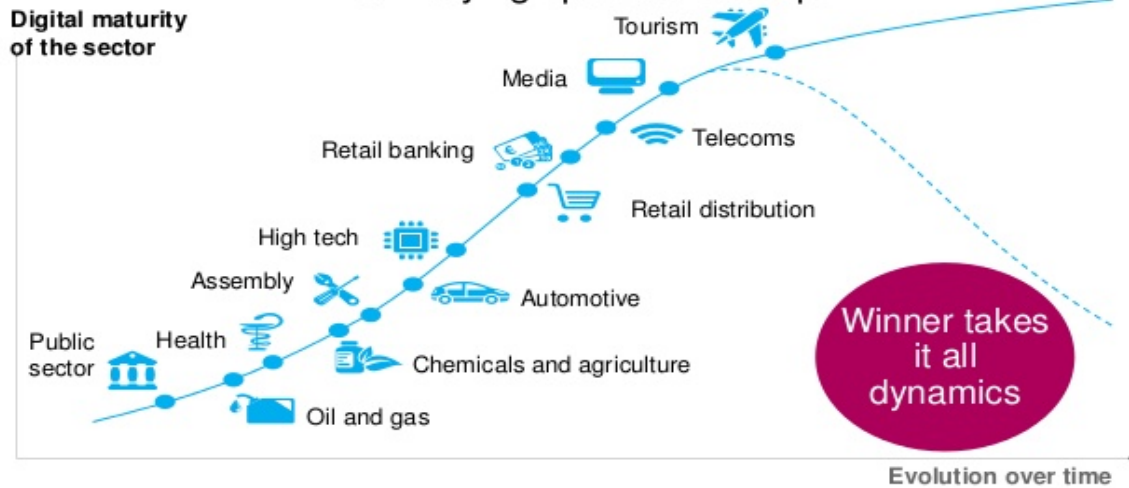 Digital maturity
of the sector
Tourism
Media
Telecoms
Retail banking
Retail distribution
High tech
Assembly
Automotive
Public
sector
Health
Chemicals and agriculture
Oil and gas
Winner takes
it all
dynamics
Evolution over time